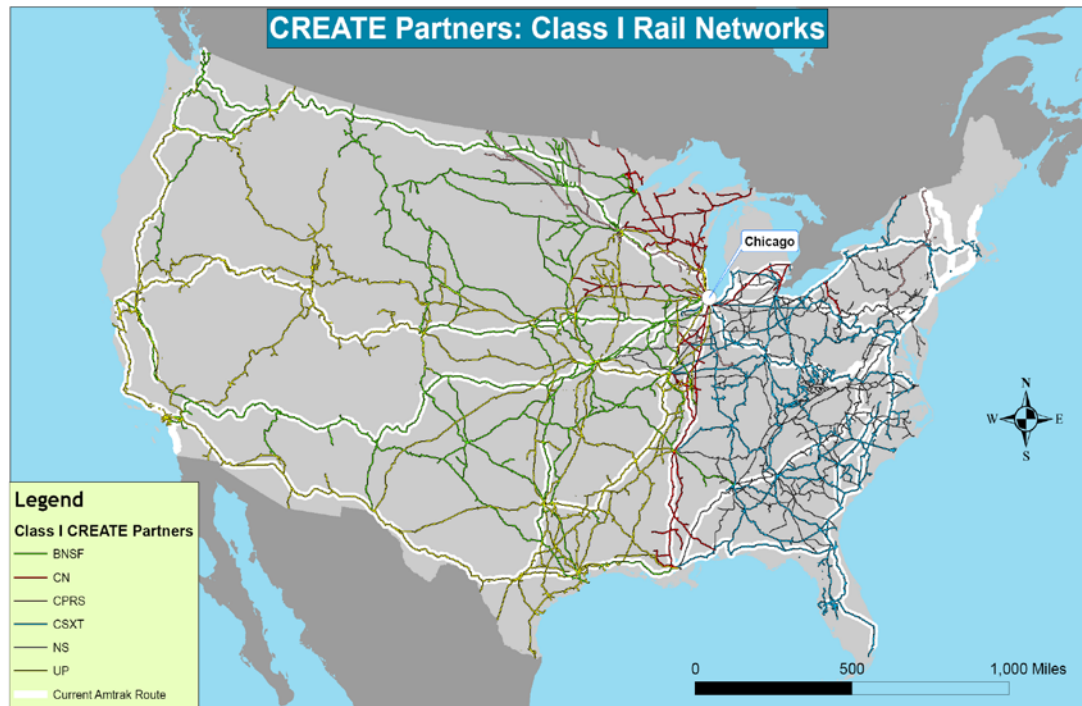 CREATE Partners: Class I Rail Networks
Chicago
N
W E
S
Legend
Class I CREATE Partners
BNSF
CN
CPRS
CSXT
NS
UP
Current Amtrak Route
0 500 1,000 Miles